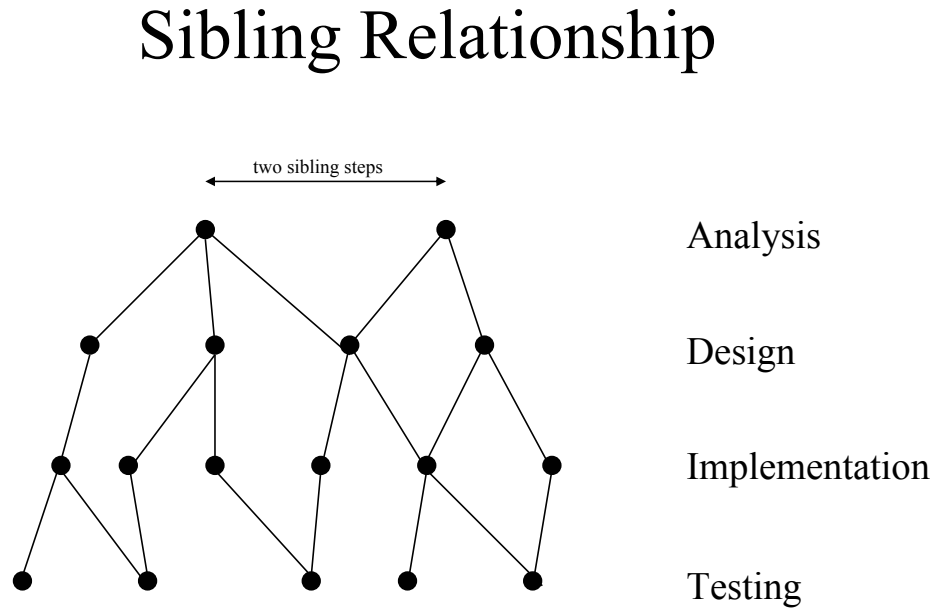 Sibling Relationship
two sibling steps
Analysis
Design
Implementation
Testing